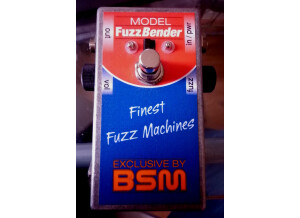 MODEL
FuzzBender
out
in / pwr
vol
fuzz
Finest
Fuzz Machines
EXCLUSIVE BY
BSM